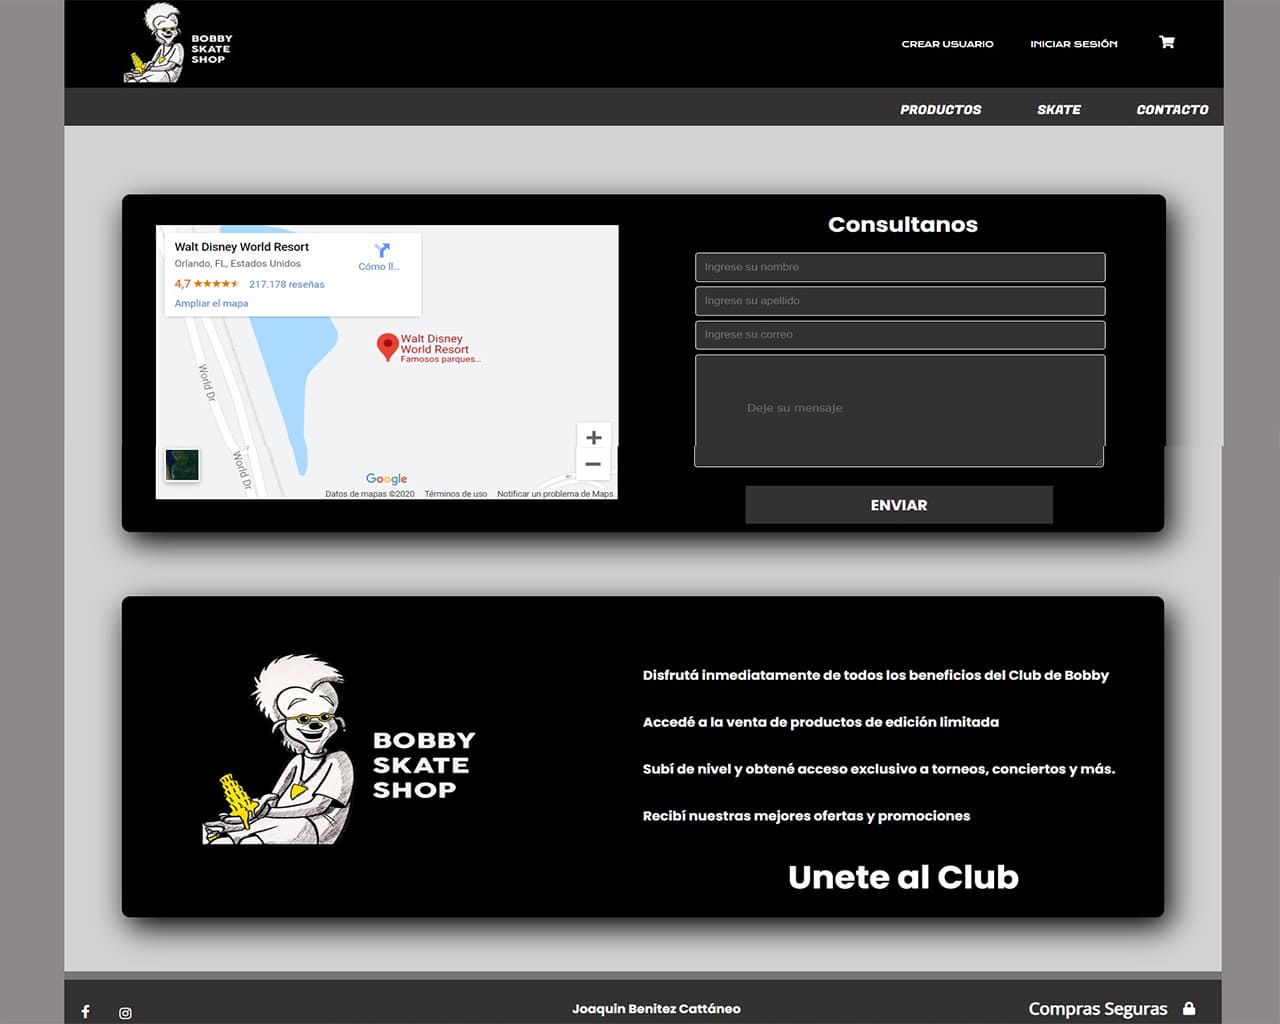 BOBBY
SKATE
SHOP
CREAR USUARIO
INICIAR SESIÓN
PRODUCTOS
SKATE
CONTACTO
Walt Disney World Resort
Orlando, FL, Estados Unidos
4,7
217.178 reseñas
Ampliar el mapa
Cómo ll...
Walt Disney
World Resort
Famosos parques...
World Dr
World Dr
Google
Datos de mapas ©2020
Términos de uso
Notificar un problema de Maps
Consultanos
Ingrese su nombre
Ingrese su apellido
Ingrese su correo
Deje su mensaje
ENVIAR
BOBBY
SKATE
SHOP
Disfrutá inmediatamente de todos los beneficios del Club de Bobby
Accedé a la venta de productos de edición limitada
Subí de nivel y obtené acceso exclusivo a torneos, conciertos y más.
Recibí nuestras mejores ofertas y promociones
Unete al Club
Joaquin Benitez Cattáneo
Compras Seguras